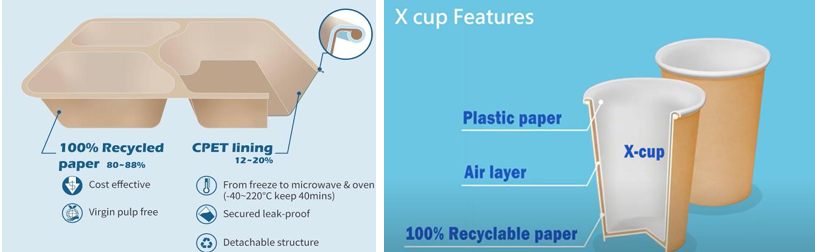 100% Recycled
paper 80~88%
Cost effective
Virgin pulp free
CPET lining
12~20%
From freeze to microwave & oven
(-40~220°C keep 40mins)
Secured leak-proof
Detachable structure
X cup Features
Plastic paper
Air layer
X-cup
100% Recyclable paper